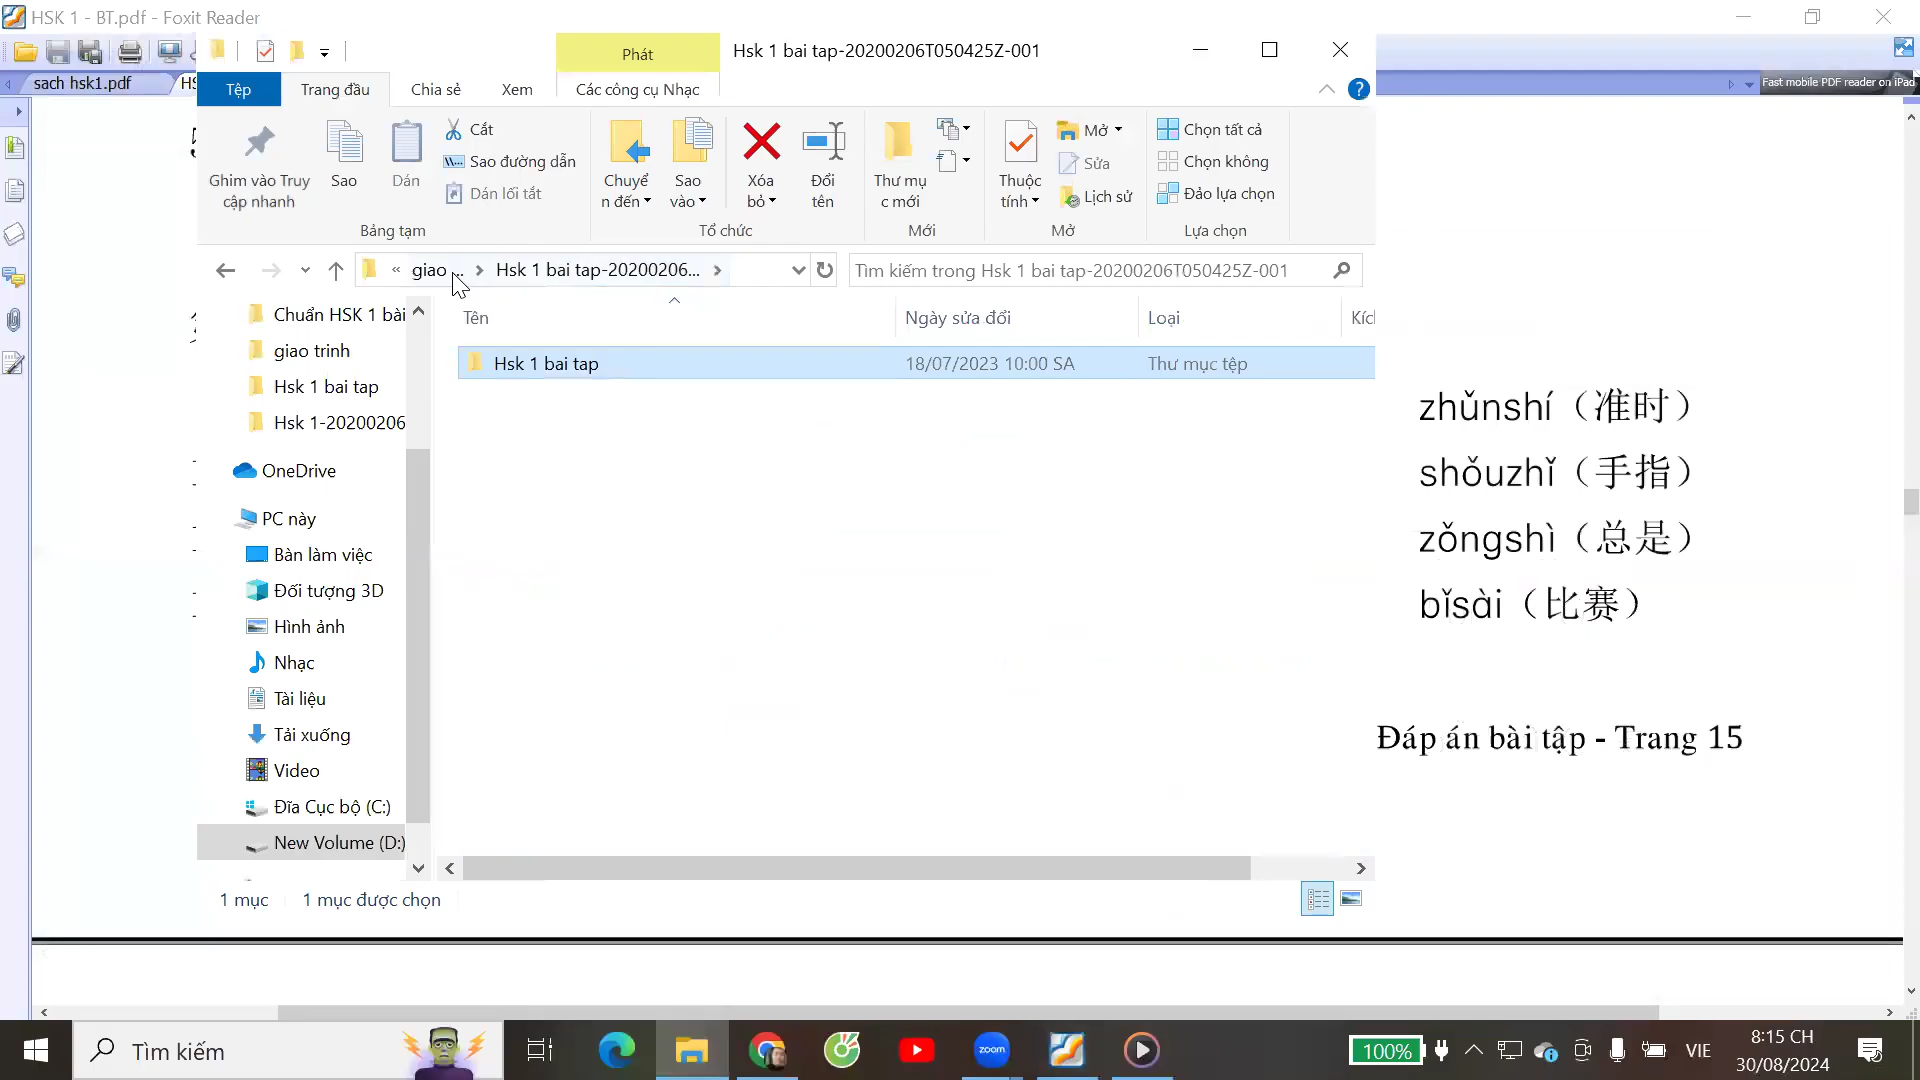 HSK 1 - BT.pdf - Foxit Reader
sach hsk1.pdf
Fast mobile PDF reader on iPad
Phát
Hsk 1 bai tap-20200206T050425Z-001
Tệp
Trang đầu
Chia sẻ
Xem
Các công cụ Nhạc
Ghim vào Truy
cập nhanh
Sao
Dán
Cắt
Sao đường dẫn
Dán lối tắt
Chuyể
n đến
Sao
vào
Xóa
bỏ
Đổi
tên
Thư mụ
c mới
Thuộc
tính
Mở
Sửa
Lịch sử
Chọn tất cả
Chọn không
Đảo lựa chọn
Bảng tạm
Tổ chức
Mới
Mở
Lựa chọn
« giao ... Hsk 1 bai tap-20200206...
Tìm kiếm trong Hsk 1 bai tap-20200206T050425Z-001
Tên
Ngày sửa đổi
Loại
Kíc
Hsk 1 bai tap
18/07/2023 10:00 SA
Thư mục tệp
Chuẩn HSK 1 bài
giao trinh
Hsk 1 bai tap
Hsk 1-20200206
OneDrive
PC này
Bàn làm việc
Đối tượng 3D
Hình ảnh
Nhạc
Tài liệu
Tải xuống
Video
Đĩa Cục bộ (C:)
New Volume (D:)
1 mục
1 mục được chọn
zhǔnshí（准时）
shǒuzhǐ（手指）
zǒngshì（总是）
bǐsài（比赛）
Đáp án bài tập - Trang 15
Tìm kiếm
zoom
100%
VIE
8:15 CH
30/08/2024